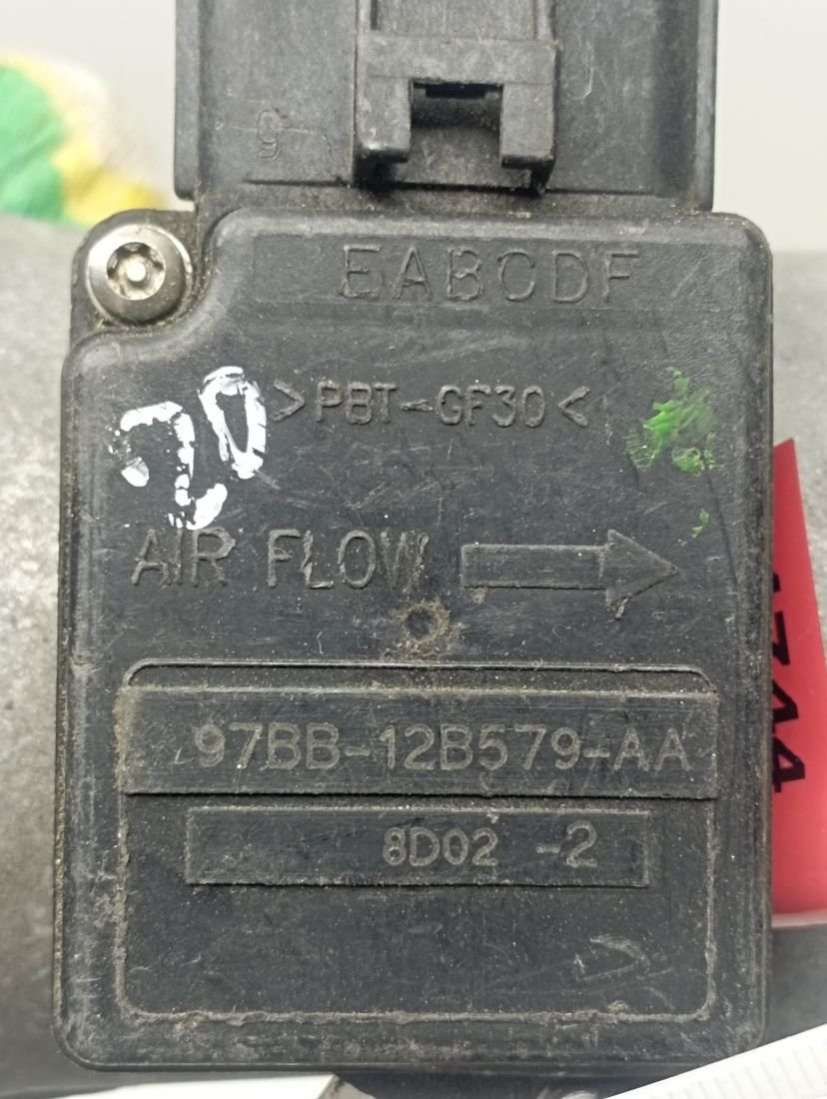 EABCDF
>PBT-GF30<
20
AIR FLOW
97BB-12B579-AA
8D02 -2